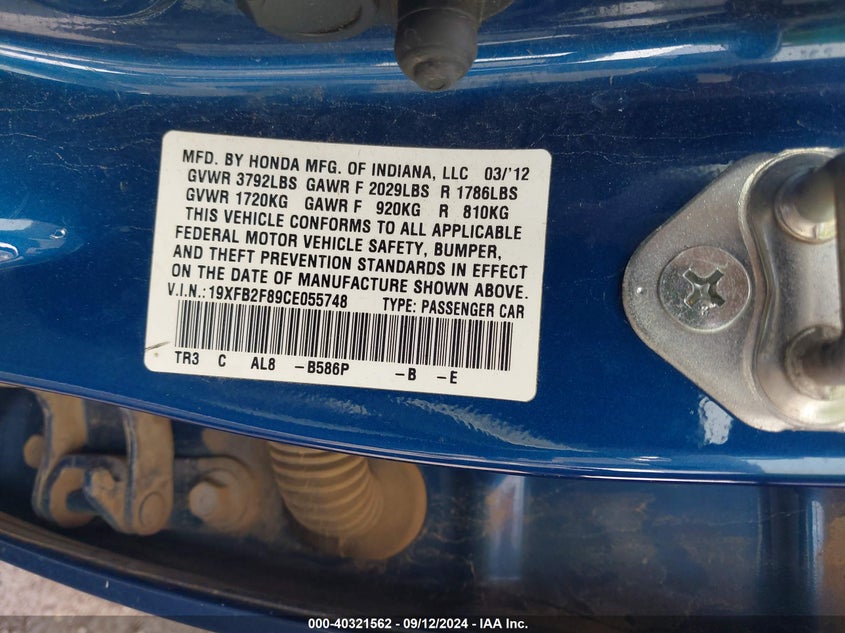 MFD. BY HONDA MFG. OF INDIANA, LLC 03/'12
GVWR 3792LBS GAWR F 2029LBS R 1786LBS
GVWR 1720KG GAWR F 920KG R 810KG
THIS VEHICLE CONFORMS TO ALL APPLICABLE
FEDERAL MOTOR VEHICLE SAFETY, BUMPER,
AND THEFT PREVENTION STANDARDS IN EFFECT
ON THE DATE OF MANUFACTURE SHOWN ABOVE.
V.I.N.:19XFB2F89CE055748 TYPE: PASSENGER CAR
TR3 C AL8 -B586P -B -E
000-40321562 - 09/12/2024 - IAA Inc.